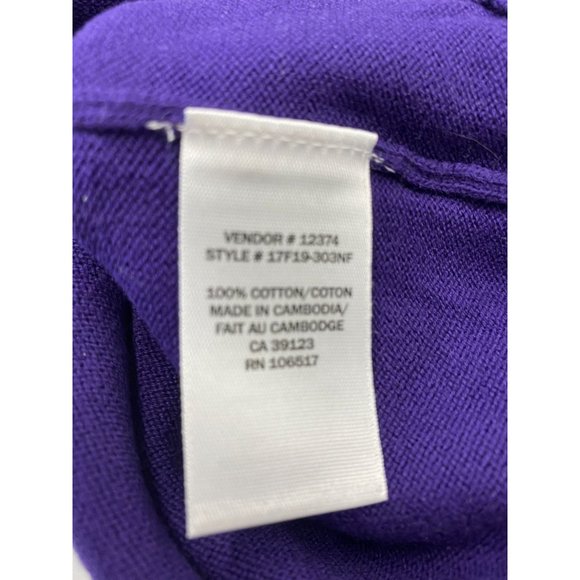 VENDOR # 12374
STYLE # 17F19-303NF
100% COTTON/COTON
MADE IN CAMBODIA/
FAIT AU CAMBODGE
CA 39123
RN 106517